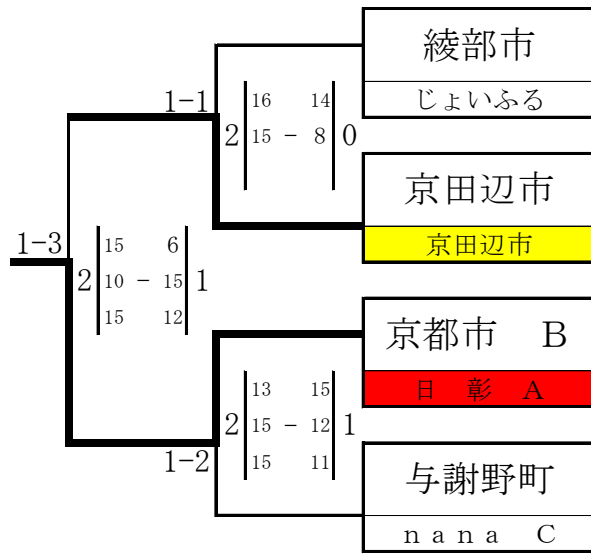 綾部市
じょいふる
1-1
16 14
2 15 - 8 0
京田辺市
京田辺市
1-3
15 6
2 10 - 15 1
15 12
京都市 B
日 彰 A
13 15
2 15 - 12 1
15 11
1-2
与謝野町
nana C